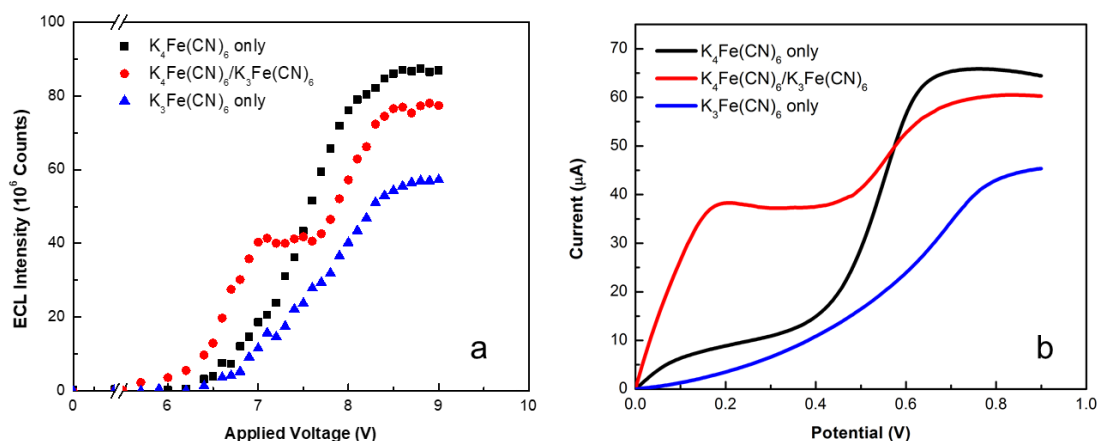 100
80
60
40
20
0
ECL Intensity (10⁶ Counts)
K₄Fe(CN)₆ only
K₄Fe(CN)₆/K₃Fe(CN)₆
K₃Fe(CN)₆ only
a
0 6 7 8 9 10
Applied Voltage (V)
70
60
50
40
30
20
10
0
Current (μA)
K₄Fe(CN)₆ only
K₄Fe(CN)₆/K₃Fe(CN)₆
K₃Fe(CN)₆ only
b
0.0 0.2 0.4 0.6 0.8 1.0
Potential (V)